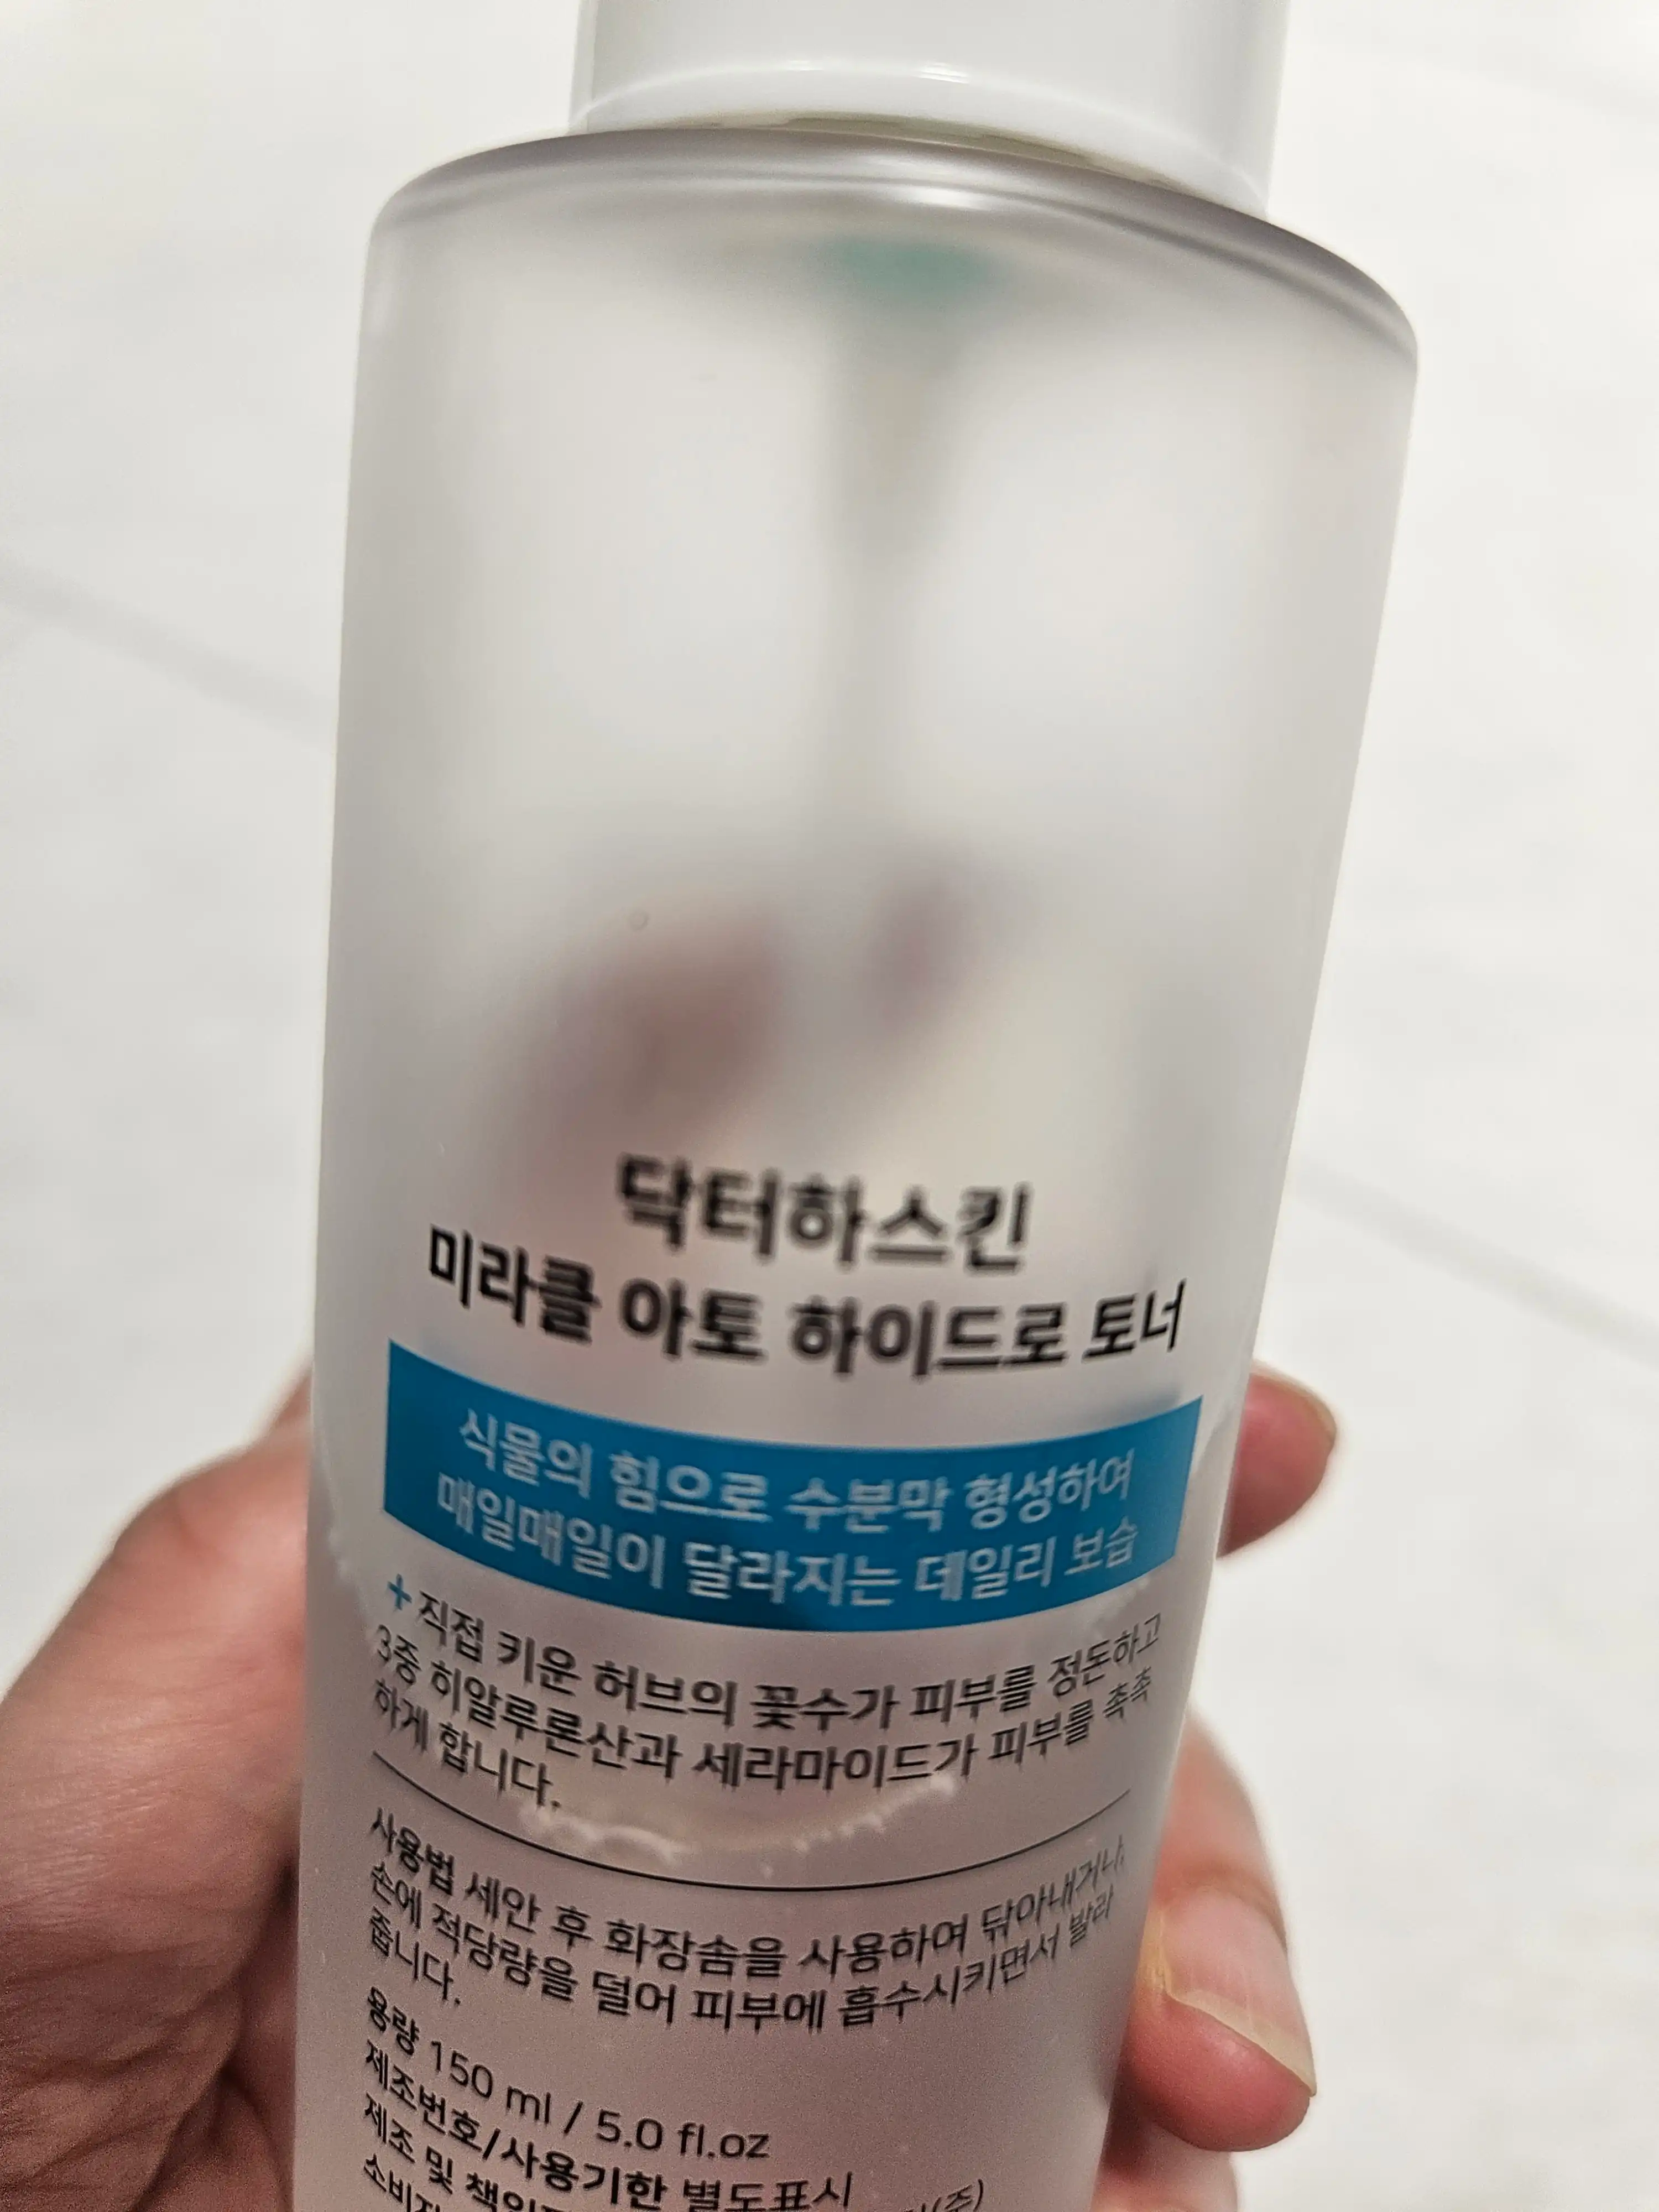 닥터하스킨
미라클 아토 하이드로 토너
식물의 힘으로 수분막 형성하여
매일매일이 달라지는 데일리 보습
+ 직접 키운 허브의 꽃수가 피부를 정돈하고
3중 히알루론산과 세라마이드가 피부를 촉촉
하게 합니다.
사용법 세안 후 화장솜을 사용하여 닦아내거나,
손에 적당량을 덜어 피부에 흡수시키면서 발라
줍니다.
용량 150 ml / 5.0 fl.oz
제조번호/사용기한 별도표시
제조 및 (주)